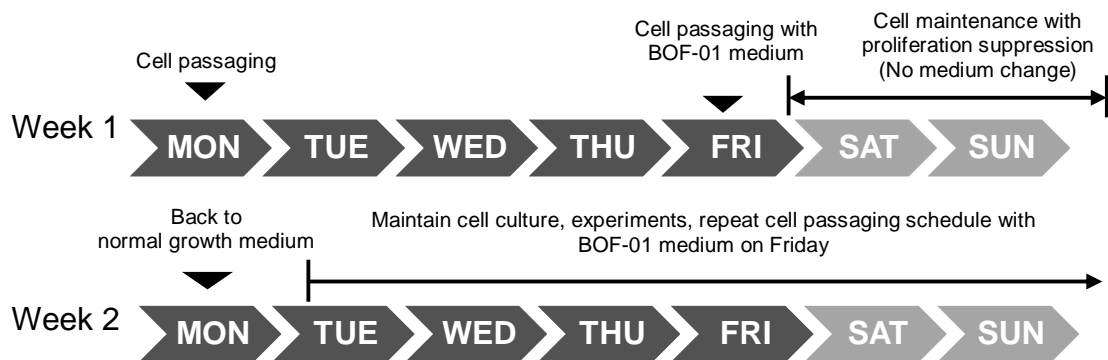 Cell passaging
Cell passaging with
BOF-01 medium
Cell maintenance with
proliferation suppression
(No medium change)
Week 1
MON TUE WED THU FRI SAT SUN
Back to
normal growth medium
Maintain cell culture, experiments, repeat cell passaging schedule with
BOF-01 medium on Friday
Week 2
MON TUE WED THU FRI SAT SUN